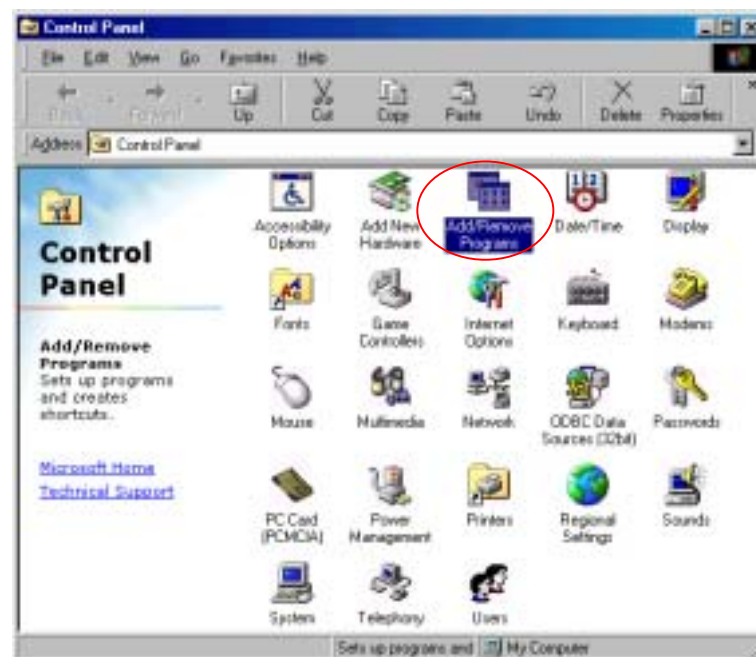 Control Panel
File Edit View Go Favorites Help
Back Forward Up Cut Copy Paste Undo Delete Properties
Address Control Panel
Control
Panel
Add/Remove
Programs
Sets up programs
and creates
shortcuts.
Microsoft Home
Technical Support
Accessibility
Options
Add New
Hardware
Add/Remove
Programs
Date/Time
Display
Fonts
Game
Controllers
Internet
Options
Keyboard
Modems
Mouse
Multimedia
Network
ODBC Data
Sources (32bit)
Passwords
PC Card
(PCMCIA)
Power
Management
Printers
Regional
Settings
Sounds
System
Telephony
Users
Sets up programs and My Computer